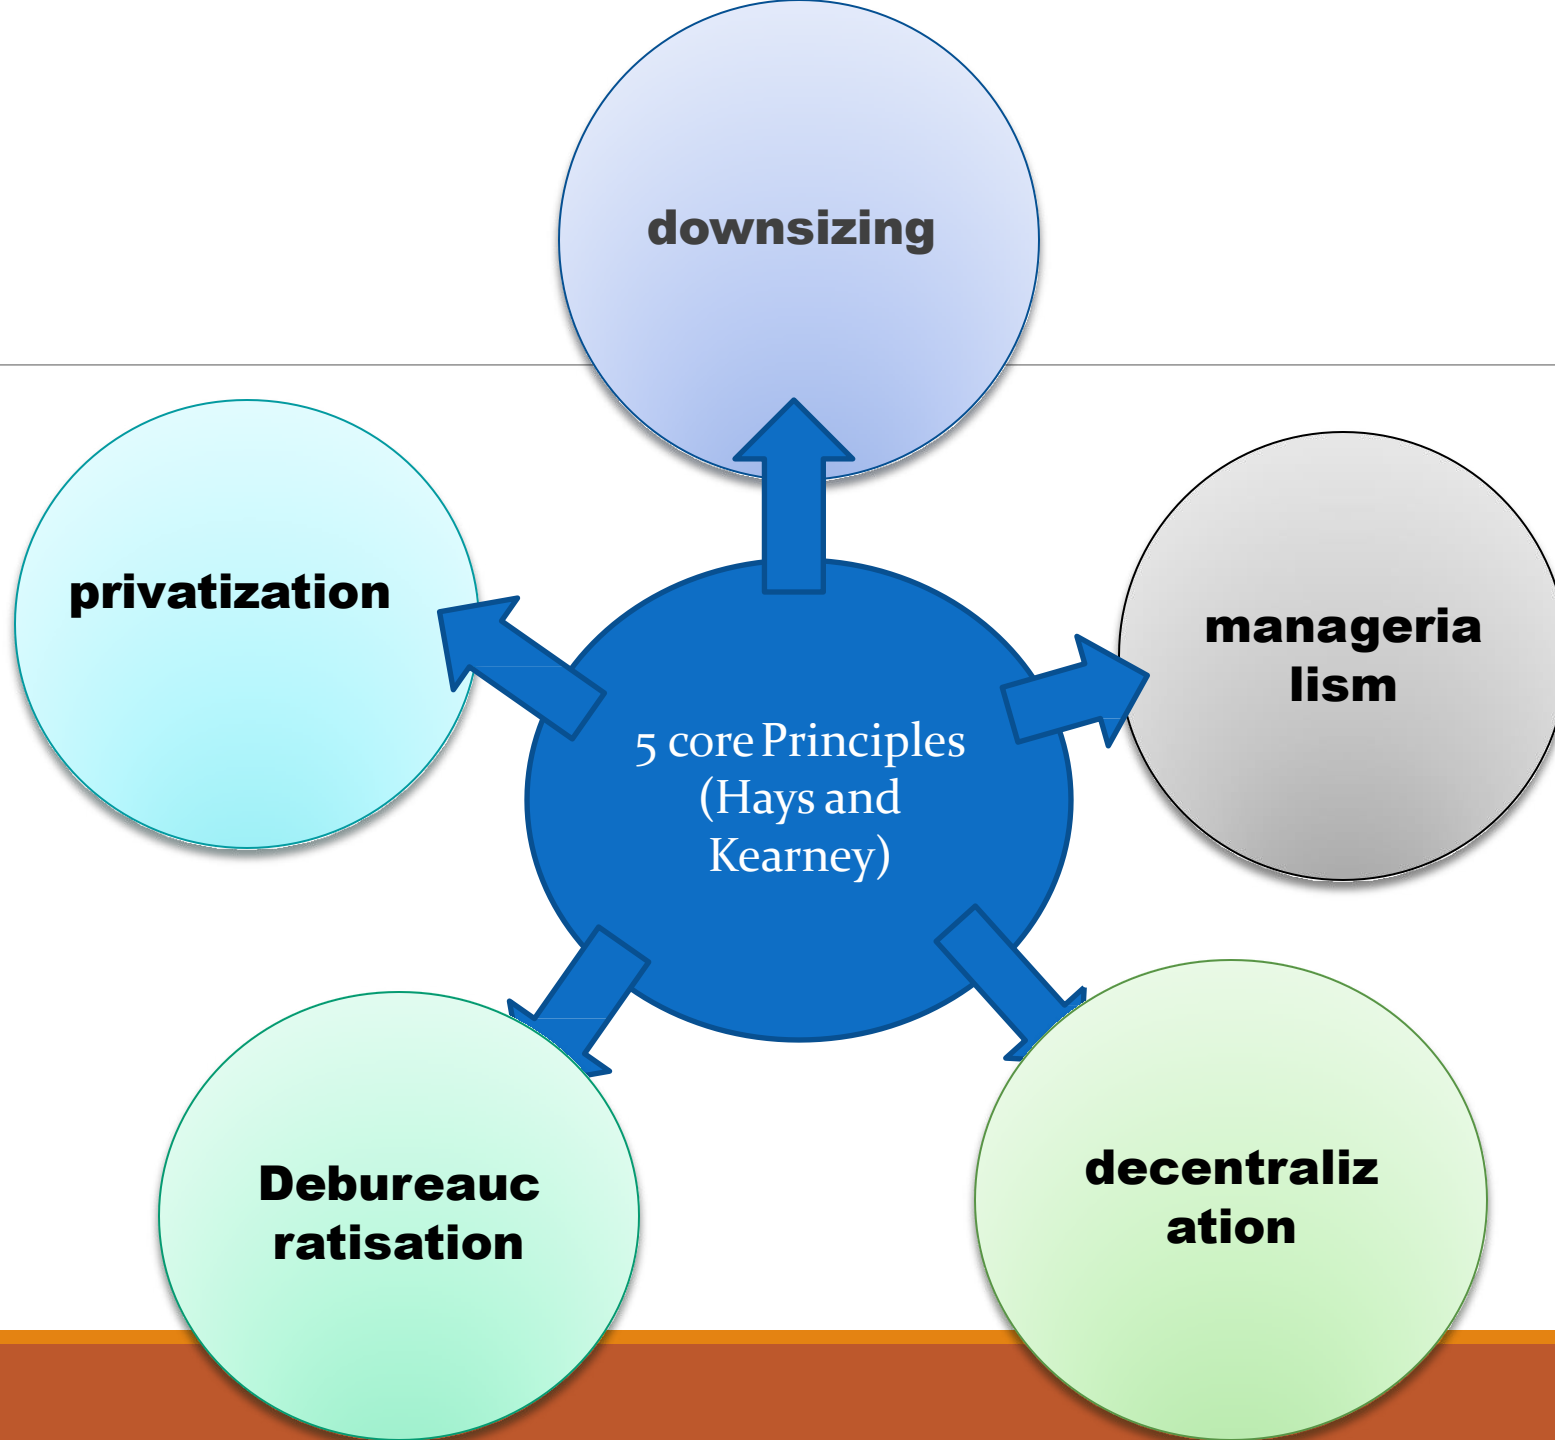 downsizing
privatization
manageria
lism
5 core Principles
(Hays and
Kearney)
Debureauc
ratisation
decentraliz
ation